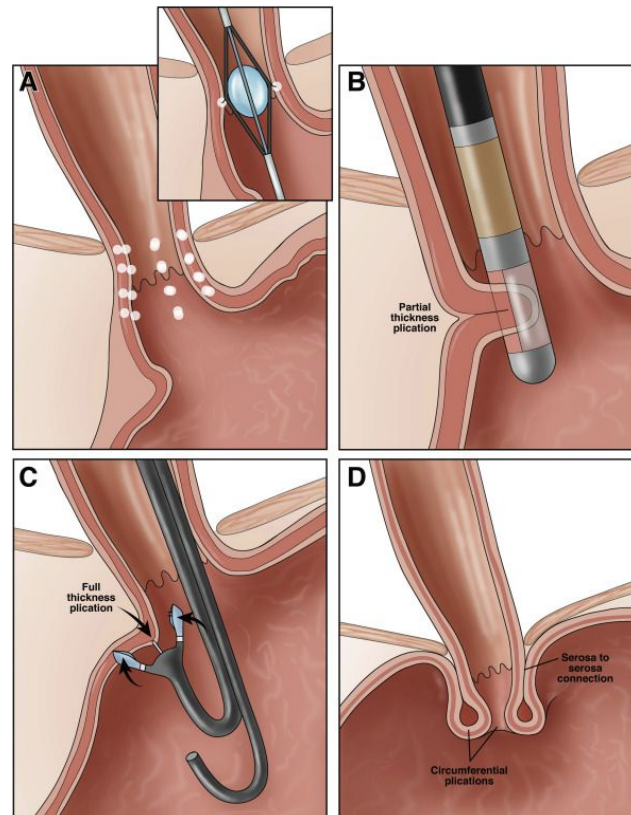 A
B
Partial
thickness
plication
C
Full
thickness
plication
D
Serosa to
serosa
connection
Circumferential
plications